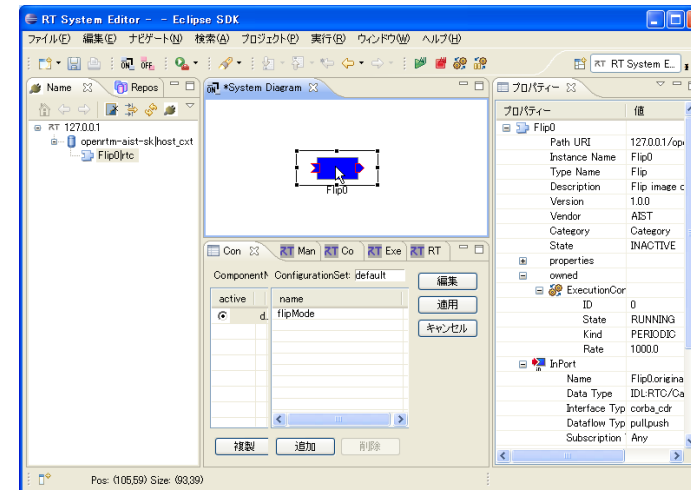 RT System Editor - - Eclipse SDK
ファイル(F) 編集(E) ナビゲート(N) 検索(A) プロジェクト(P) 実行(R) ウィンドウ(W) ヘルプ(H)
RT System E..
Name
Repos
RT 127.0.0.1
openrtm-aist-sk|host_cxt
Flip0|rtc
*System Diagram
Flip0
Con
Man
Co
Exe
RT
ConfigurationSet: default
編集
適用
キャンセル
active
d.
name
flipMode
複製
追加
削除
プロパティー
プロパティー 値
Flip0
Path URI 127.0.0.1/op
Instance Name Flip0
Type Name Flip
Description Flip image c
Version 1.0.0
Vendor AIST
Category Category
State INACTIVE
properties
owned
ExecutionCor
ID 0
State RUNNING
Kind PERIODIC
Rate 1000.0
InPort
Name Flip0.origina
Data Type IDL:RTC/Ca
Interface Typ corba_cdr
Dataflow Typ pull,push
Subscription Any
Pos: (105,59) Size: (93,39)